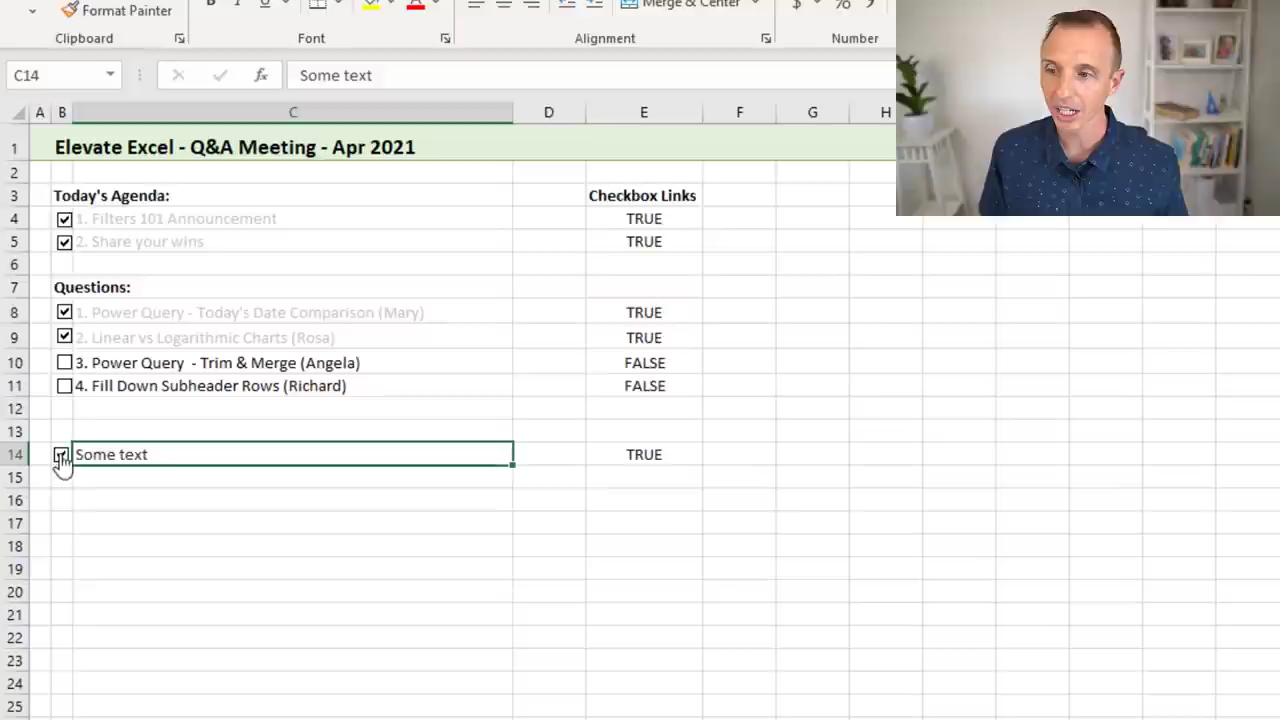 Format Painter
B
U
A
Merge & Center
$ % 9
Clipboard
Font
Alignment
Number
C14
fx
Some text
A B C D E F G H
1 Elevate Excel - Q&A Meeting - Apr 2021
2
3 Today's Agenda: Checkbox Links
4 1. Filters 101 Announcement TRUE
5 2. Share your wins TRUE
6
7 Questions:
8 1. Power Query - Today's Date Comparison (Mary) TRUE
9 2. Linear vs Logarithmic Charts (Rosa) TRUE
10 3. Power Query - Trim & Merge (Angela) FALSE
11 4. Fill Down Subheader Rows (Richard) FALSE
12
13
14 Some text TRUE
15
16
17
18
19
20
21
22
23
24
25